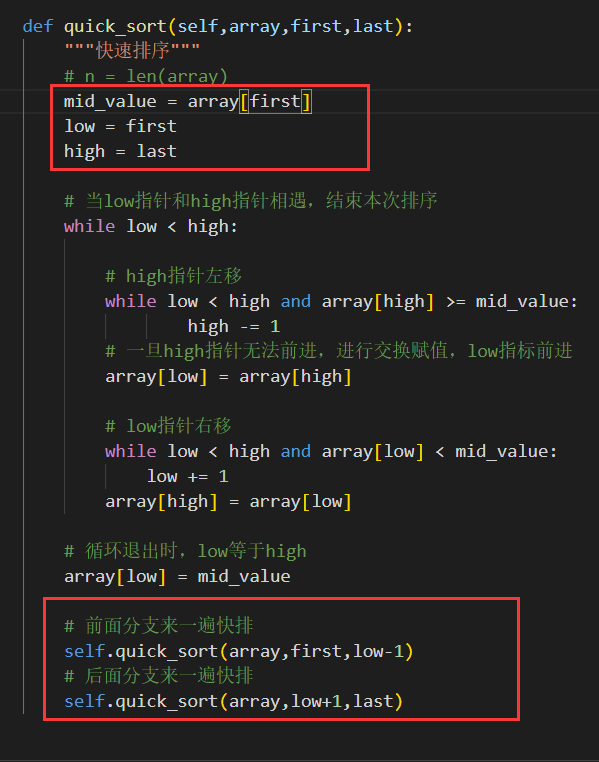 def quick_sort(self,array,first,last):
"""快速排序"""
# n = len(array)
mid_value = array[first]
low = first
high = last
# 当low指针和high指针相遇，结束本次排序
while low < high:
# high指针左移
while low < high and array[high] >= mid_value:
high -= 1
# 一旦high指针无法前进，进行交换赋值，low指标前进
array[low] = array[high]
# low指针右移
while low < high and array[low] < mid_value:
low += 1
array[high] = array[low]
# 循环退出时，low等于high
array[low] = mid_value
# 前面分支来一遍快排
self.quick_sort(array,first,low-1)
# 后面分支来一遍快排
self.quick_sort(array,low+1,last)